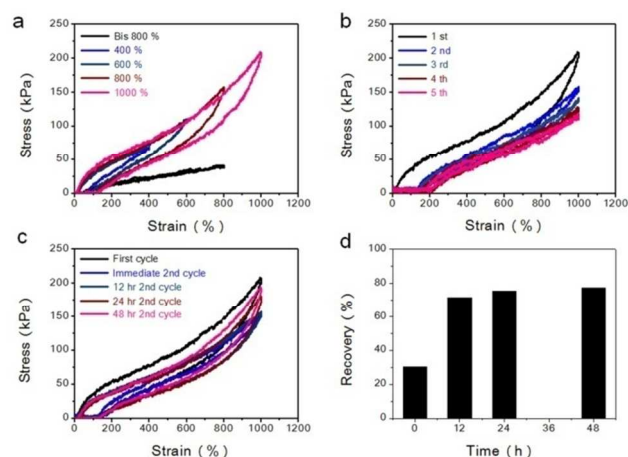 a
Bis 800 %
400 %
600 %
800 %
1000 %
Stress (kPa)
250
200
150
100
50
0
0 200 400 600 800 1000 1200
Strain (%)
b
1 st
2 nd
3 rd
4 th
5 th
Stress (kPa)
250
200
150
100
50
0
0 200 400 600 800 1000 1200
Strain (%)
c
First cycle
Immediate 2nd cycle
12 hr 2nd cycle
24 hr 2nd cycle
48 hr 2nd cycle
Stress (kPa)
250
200
150
100
50
0
0 200 400 600 800 1000 1200
Strain (%)
d
Recovery (%)
100
80
60
40
20
0
0 12 24 36 48
Time (h)